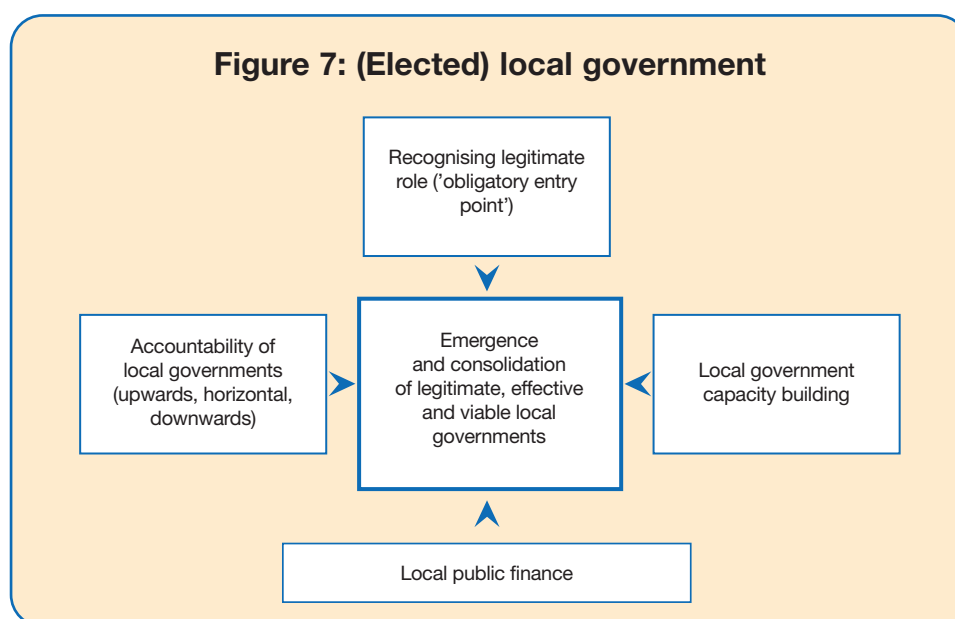 Figure 7: (Elected) local government
Recognising legitimate
role ('obligatory entry
point')
Accountability of
local governments
(upwards, horizontal,
downwards)
Emergence
and consolidation
of legitimate, effective
and viable local
governments
Local government
capacity building
Local public finance